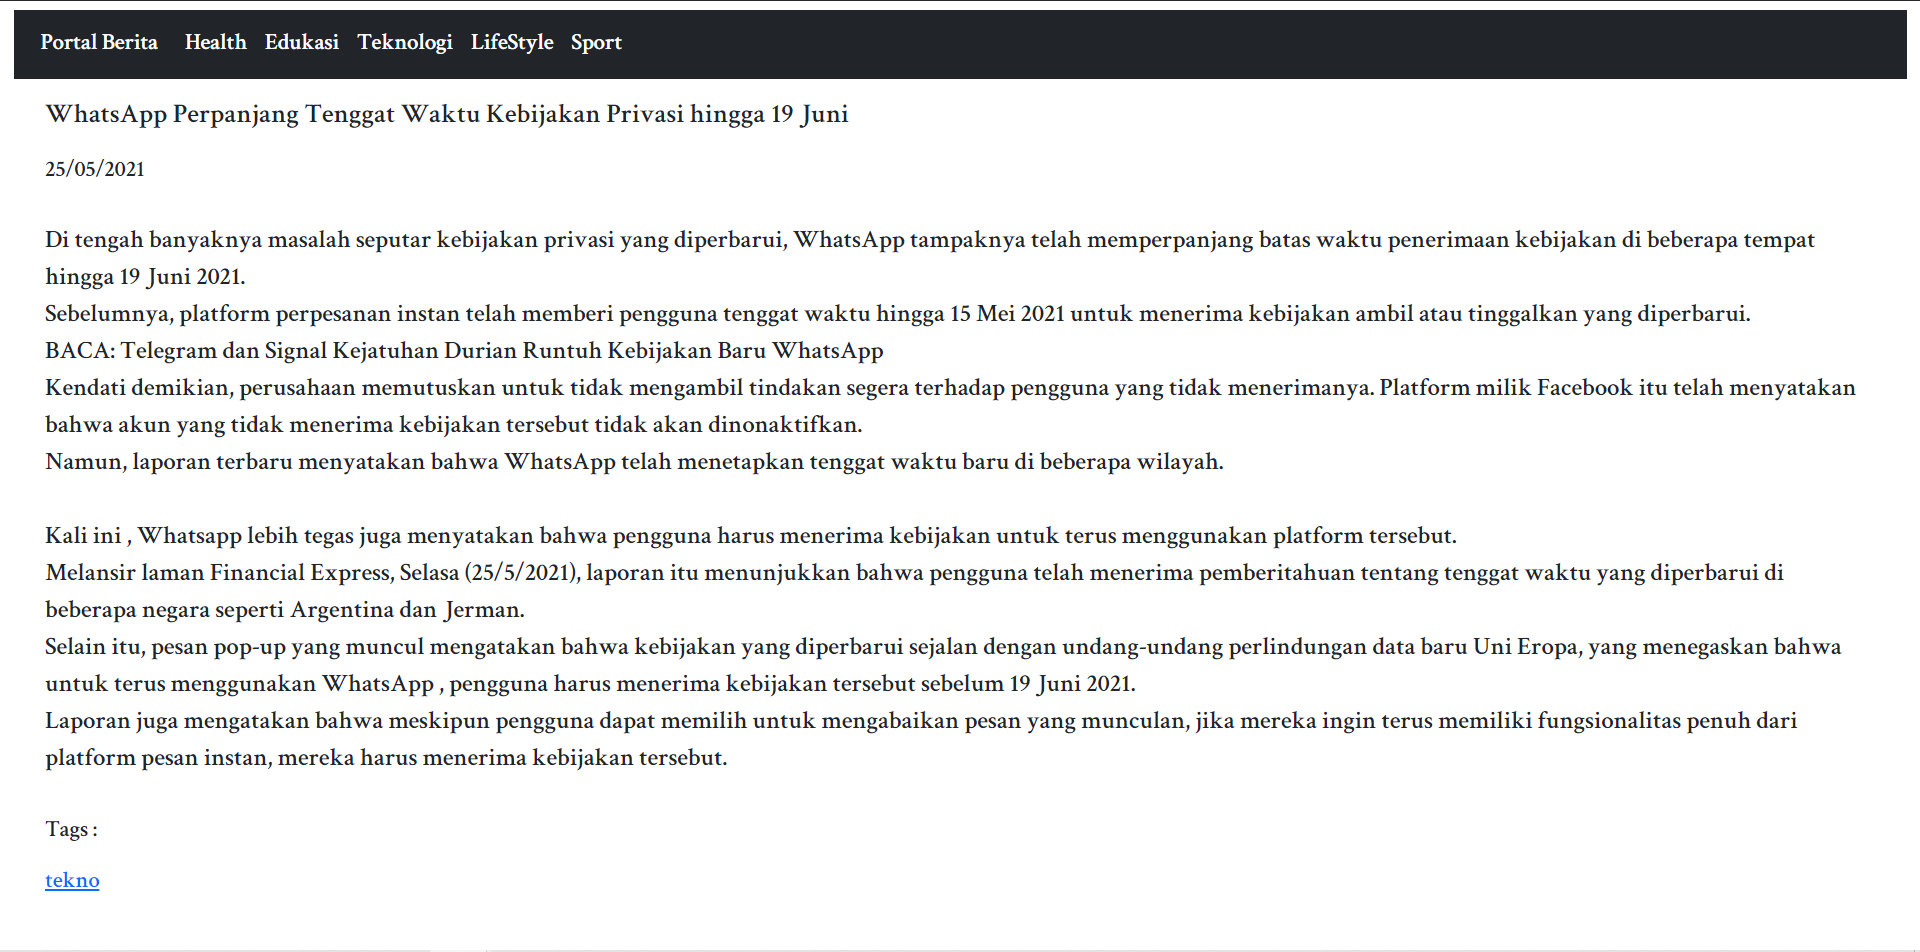 Portal Berita Health Edukasi Teknologi LifeStyle Sport
WhatsApp Perpanjang Tenggat Waktu Kebijakan Privasi hingga 19 Juni
25/05/2021
Di tengah banyaknya masalah seputar kebijakan privasi yang diperbarui, WhatsApp tampaknya telah memperpanjang batas waktu penerimaan kebijakan di beberapa tempat
hingga 19 Juni 2021.
Sebelumnya, platform perpesanan instan telah memberi pengguna tenggat waktu hingga 15 Mei 2021 untuk menerima kebijakan ambil atau tinggalkan yang diperbarui.
BACA: Telegram dan Signal Kejatuhan Durian Runtuh Kebijakan Baru WhatsApp
Kendati demikian, perusahaan memutuskan untuk tidak mengambil tindakan segera terhadap pengguna yang tidak menerimanya. Platform milik Facebook itu telah menyatakan
bahwa akun yang tidak menerima kebijakan tersebut tidak akan dinonaktifkan.
Namun, laporan terbaru menyatakan bahwa WhatsApp telah menetapkan tenggat waktu baru di beberapa wilayah.
Kali ini , Whatsapp lebih tegas juga menyatakan bahwa pengguna harus menerima kebijakan untuk terus menggunakan platform tersebut.
Melansir laman Financial Express, Selasa (25/5/2021), laporan itu menunjukkan bahwa pengguna telah menerima pemberitahuan tentang tenggat waktu yang diperbarui di
beberapa negara seperti Argentina dan Jerman.
Selain itu, pesan pop-up yang muncul mengatakan bahwa kebijakan yang diperbarui sejalan dengan undang-undang perlindungan data baru Uni Eropa, yang menegaskan bahwa
untuk terus menggunakan WhatsApp , pengguna harus menerima kebijakan tersebut sebelum 19 Juni 2021.
Laporan juga mengatakan bahwa meskipun pengguna dapat memilih untuk mengabaikan pesan yang munculan, jika mereka ingin terus memiliki fungsionalitas penuh dari
platform pesan instan, mereka harus menerima kebijakan tersebut.
Tags :
tekno